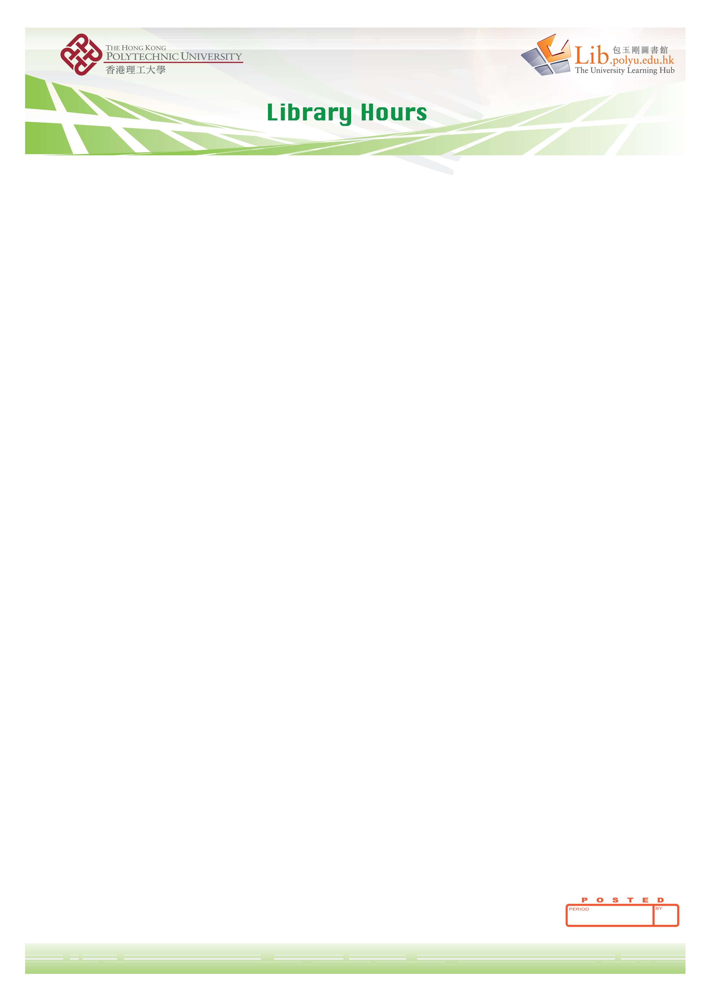 THE HONG KONG
POLYTECHNIC UNIVERSITY
香港理工大學
Lib 包玉剛圖書館
.polyu.edu.hk
The University Learning Hub
Library Hours
POSTED
PERIOD BY